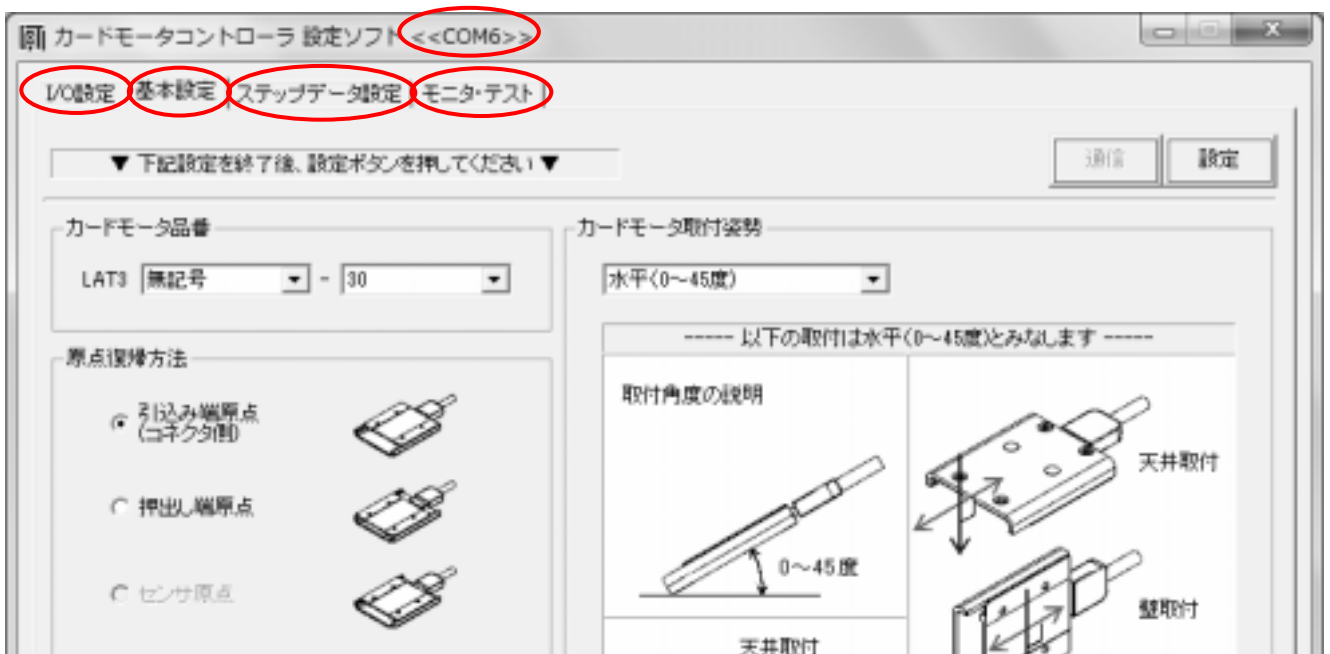 カードモータコントローラ 設定ソフト <<COM6>>
I/O設定 基本設定 ステップデータ設定 モニタ・テスト
▼ 下記設定を終了後、設定ボタンを押してください ▼
通信 設定
カードモータ品番
LAT3 無記号 - 30
カードモータ取付姿勢
水平(0～45度)
----- 以下の取付は水平(0～45度)とみなします -----
原点復帰方法
引込み端原点
(コネクタ側)
押出し端原点
センサ原点
取付角度の説明
0～45度
天井取付
壁取付
天井取付